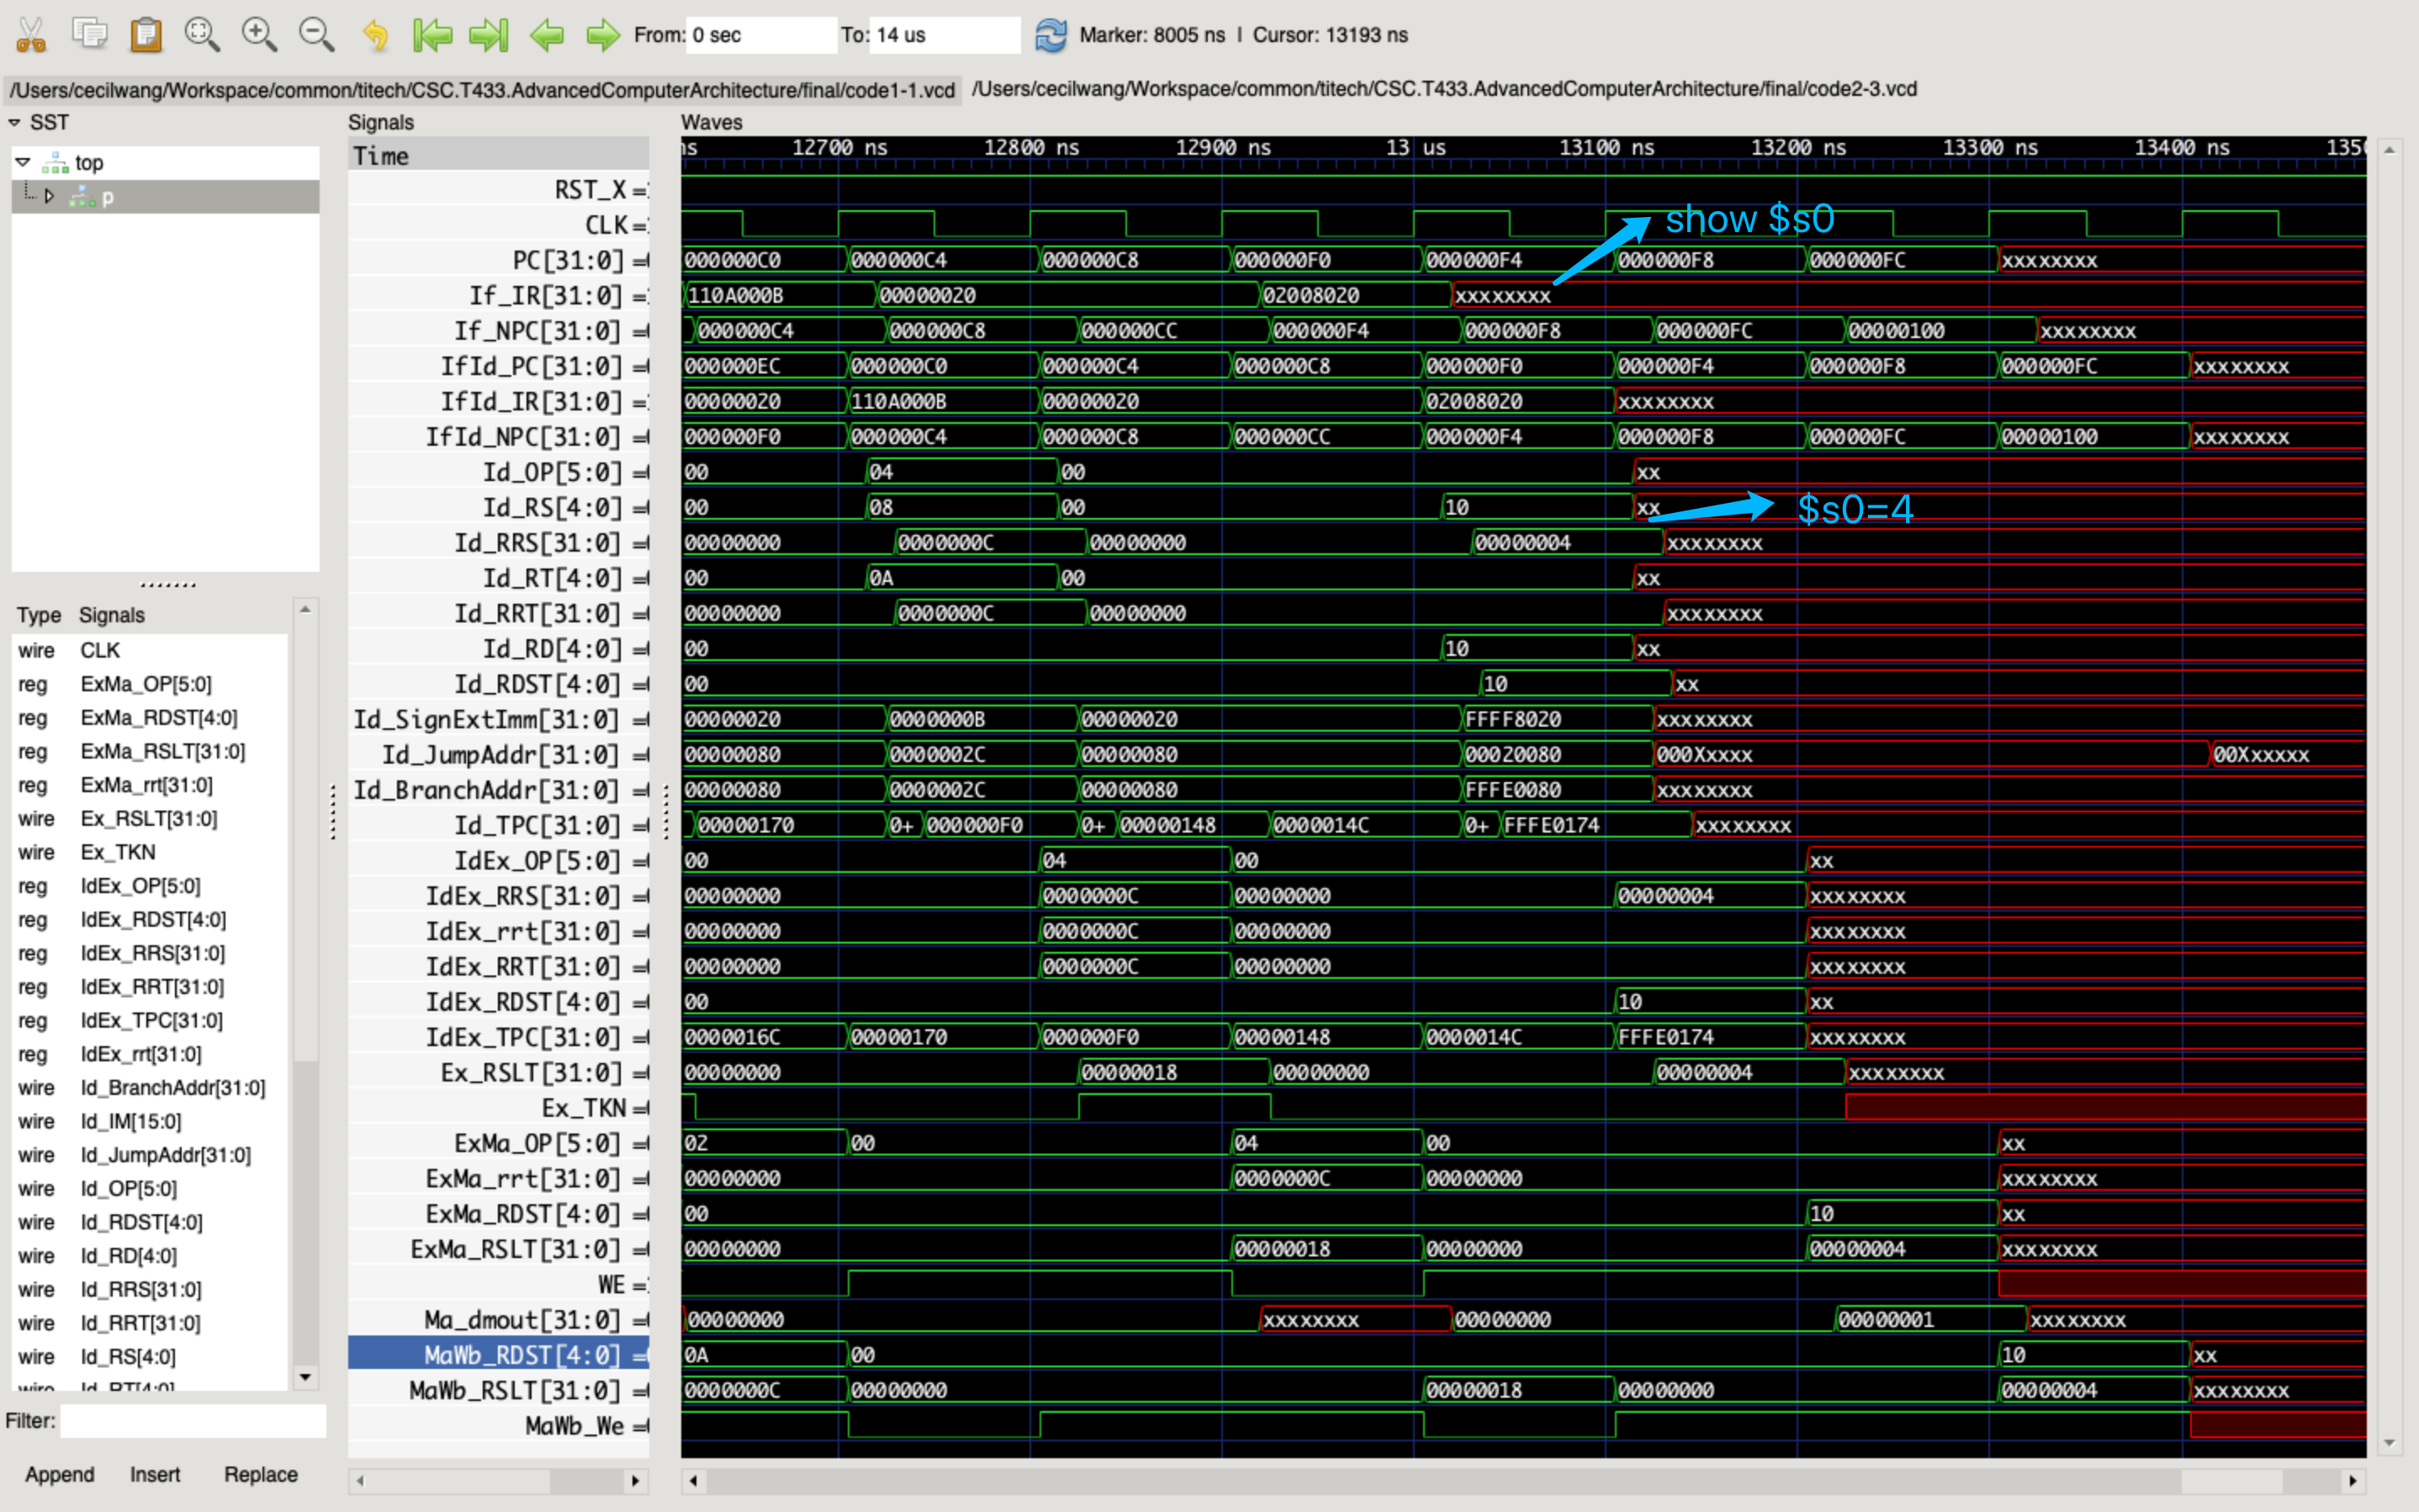 From: 0 sec To: 14 us Marker: 8005 ns | Cursor: 13193 ns
/Users/cecilwang/Workspace/common/titech/CSC.T433.AdvancedComputerArchitecture/final/code1-1.vcd /Users/cecilwang/Workspace/common/titech/CSC.T433.AdvancedComputerArchitecture/final/code2-3.vcd
SST
top
p
Type Signals
wire CLK
reg ExMa_OP[5:0]
reg ExMa_RDST[4:0]
reg ExMa_RSLT[31:0]
reg ExMa_rrt[31:0]
wire Ex_RSLT[31:0]
wire Ex_TKN
reg IdEx_OP[5:0]
reg IdEx_RDST[4:0]
reg IdEx_RRS[31:0]
reg IdEx_RRT[31:0]
reg IdEx_TPC[31:0]
reg IdEx_rrt[31:0]
wire Id_BranchAddr[31:0]
wire Id_IM[15:0]
wire Id_JumpAddr[31:0]
wire Id_OP[5:0]
wire Id_RDST[4:0]
wire Id_RD[4:0]
wire Id_RRS[31:0]
wire Id_RRT[31:0]
wire Id_RS[4:0]
wire Id_RT[4:0]
Filter:
Append Insert Replace
Signals Waves
Time ns 12700 ns 12800 ns 12900 ns 13 us 13100 ns 13200 ns 13300 ns 13400 ns
RST_X =
CLK = show $s0
PC[31:0] = 000000C0 000000C4 000000C8 000000F0 000000F4 000000F8 000000FC xxxxxxxx
If_IR[31:0] = 110A000B 00000020 02008020 xxxxxxxx
If_NPC[31:0] = 000000C4 000000C8 000000CC 000000F4 000000F8 000000FC 00000100 xxxxxxxx
IfId_PC[31:0] = 000000EC 000000C0 000000C4 000000C8 000000F0 000000F4 000000F8 000000FC xxxxxxxx
IfId_IR[31:0] = 00000020 110A000B 00000020 02008020 xxxxxxxx
IfId_NPC[31:0] = 000000F0 000000C4 000000C8 000000CC 000000F4 000000F8 000000FC 00000100 xxxxxxxx
Id_OP[5:0] = 00 04 00 xx
Id_RS[4:0] = 00 08 00 10 xx $s0=4
Id_RRS[31:0] = 00000000 0000000C 00000000 00000004 xxxxxxxx
Id_RT[4:0] = 00 0A 00 xx
Id_RRT[31:0] = 00000000 0000000C 00000000 xxxxxxxx
Id_RD[4:0] = 00 10 xx
Id_RDST[4:0] = 00 10 xx
Id_SignExtImm[31:0] = 00000020 0000000B 00000020 FFFF8020 xxxxxxxx
Id_JumpAddr[31:0] = 00000080 0000002C 00000080 00020080 000Xxxxx 00Xxxxxx
Id_BranchAddr[31:0] = 00000080 0000002C 00000080 FFFE0080 xxxxxxxx
Id_TPC[31:0] = 00000170 0+ 000000F0 0+ 00000148 0000014C 0+ FFFE0174 xxxxxxxx
IdEx_OP[5:0] = 00 04 00 xx
IdEx_RRS[31:0] = 00000000 0000000C 00000000 00000004 xxxxxxxx
IdEx_rrt[31:0] = 00000000 0000000C 00000000 xxxxxxxx
IdEx_RRT[31:0] = 00000000 0000000C 00000000 xxxxxxxx
IdEx_RDST[4:0] = 00 10 xx
IdEx_TPC[31:0] = 0000016C 00000170 000000F0 00000148 0000014C FFFE0174 xxxxxxxx
Ex_RSLT[31:0] = 00000000 00000018 00000000 00000004 xxxxxxxx
Ex_TKN =
ExMa_OP[5:0] = 02 00 04 00 xx
ExMa_rrt[31:0] = 00000000 0000000C 00000000 xxxxxxxx
ExMa_RDST[4:0] = 00 10 xx
ExMa_RSLT[31:0] = 00000000 00000018 00000000 00000004 xxxxxxxx
WE =
Ma_dmout[31:0] = 00000000 xxxxxxxx 00000000 00000001 xxxxxxxx
MaWb_RDST[4:0] = 0A 00 10 xx
MaWb_RSLT[31:0] = 0000000C 00000000 00000018 00000000 00000004 xxxxxxxx
MaWb_We =